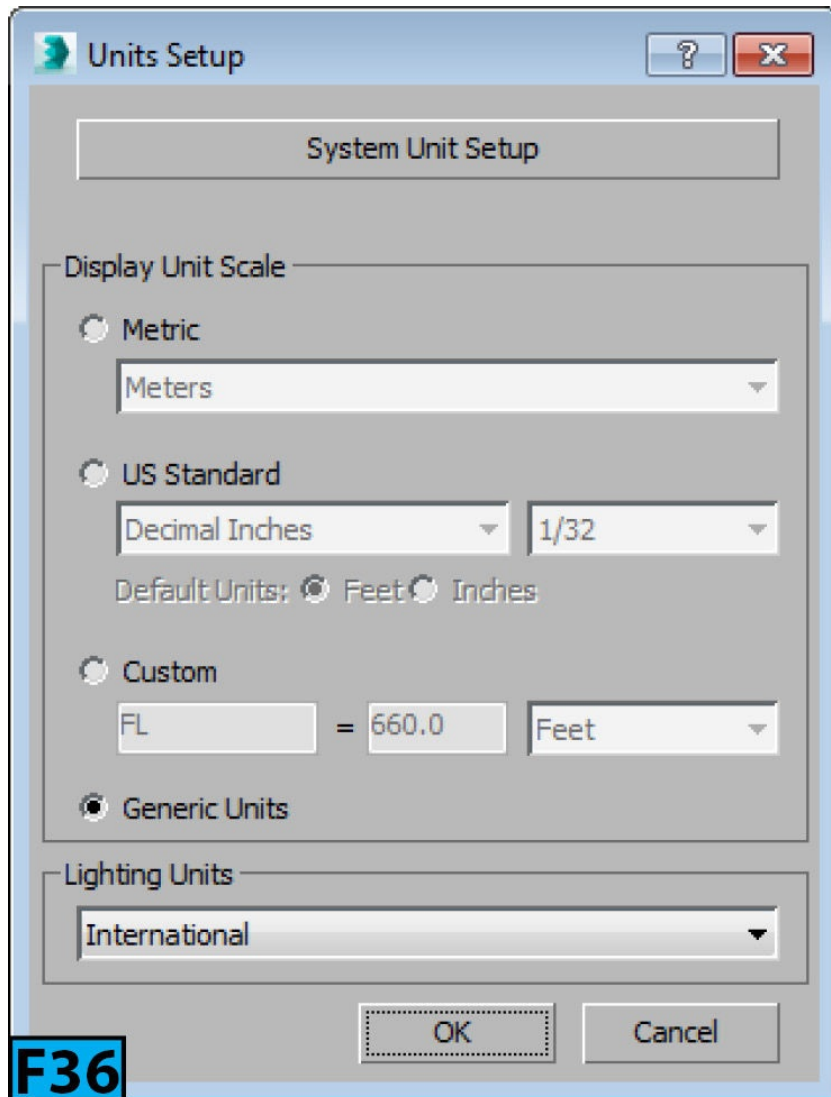 Units Setup
System Unit Setup
Display Unit Scale
Metric
Meters
US Standard
Decimal Inches 1/32
Default Units: Feet Inches
Custom
FL = 660.0 Feet
Generic Units
Lighting Units
International
OK Cancel
F36